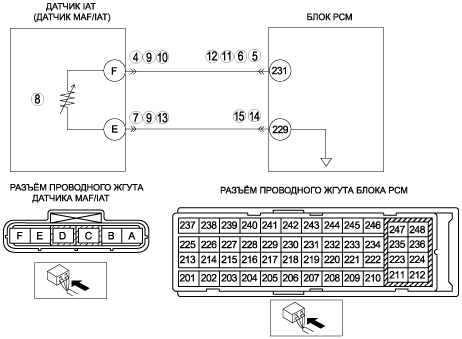 ДАТЧИК IAT
(ДАТЧИК MAF/IAT)
БЛОК PCM
F
4 9 10
12 11 6 5
231
8
E
7 9 13
15 14
229
РАЗЪЁМ ПРОВОДНОГО ЖГУТА
ДАТЧИКА MAF/IAT
РАЗЪЁМ ПРОВОДНОГО ЖГУТА БЛОКА PCM
F E D C B A
237 238 239 240 241 242 243 244 245 246 247 248
225 226 227 228 229 230 231 232 233 234 235 236
213 214 215 216 217 218 219 220 221 222 223 224
201 202 203 204 205 206 207 208 209 210 211 212